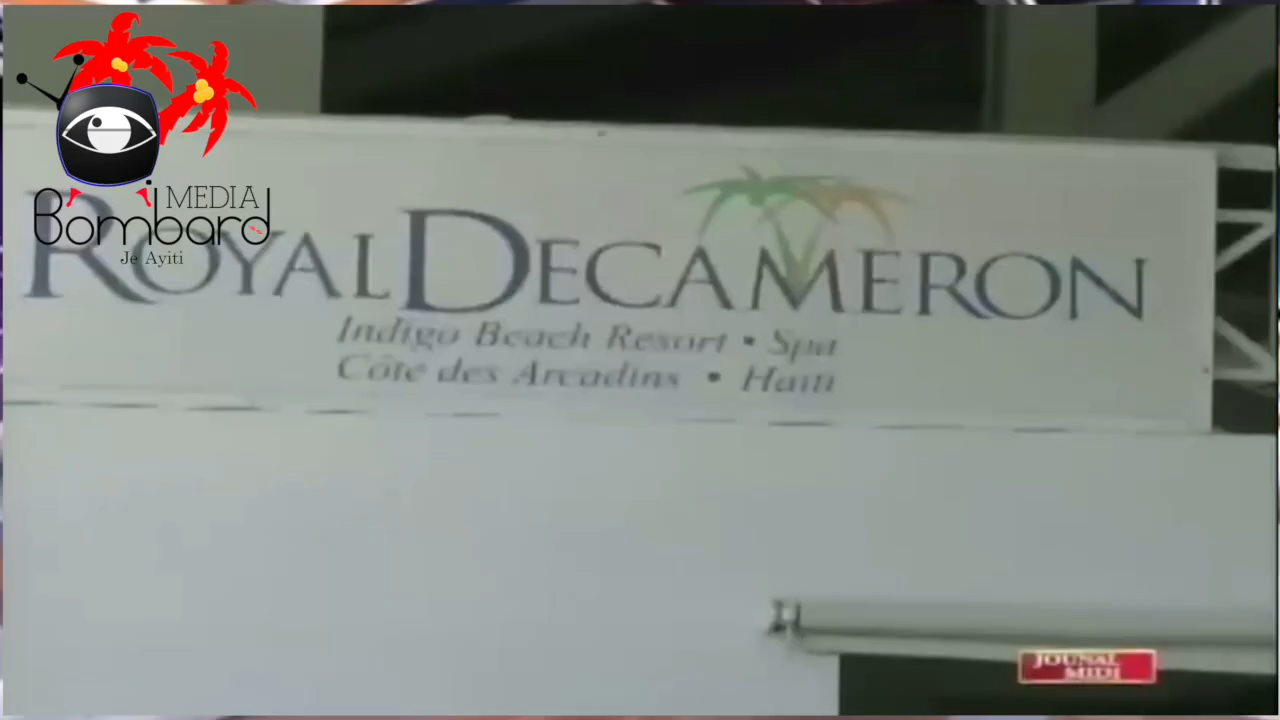 MEDIA
Bombard
Je Ayiti
ROYAL DECAMERON
Indigo Beach Resort • Spa
Côte des Arcadins • Haiti
JOUNAL
MIDI